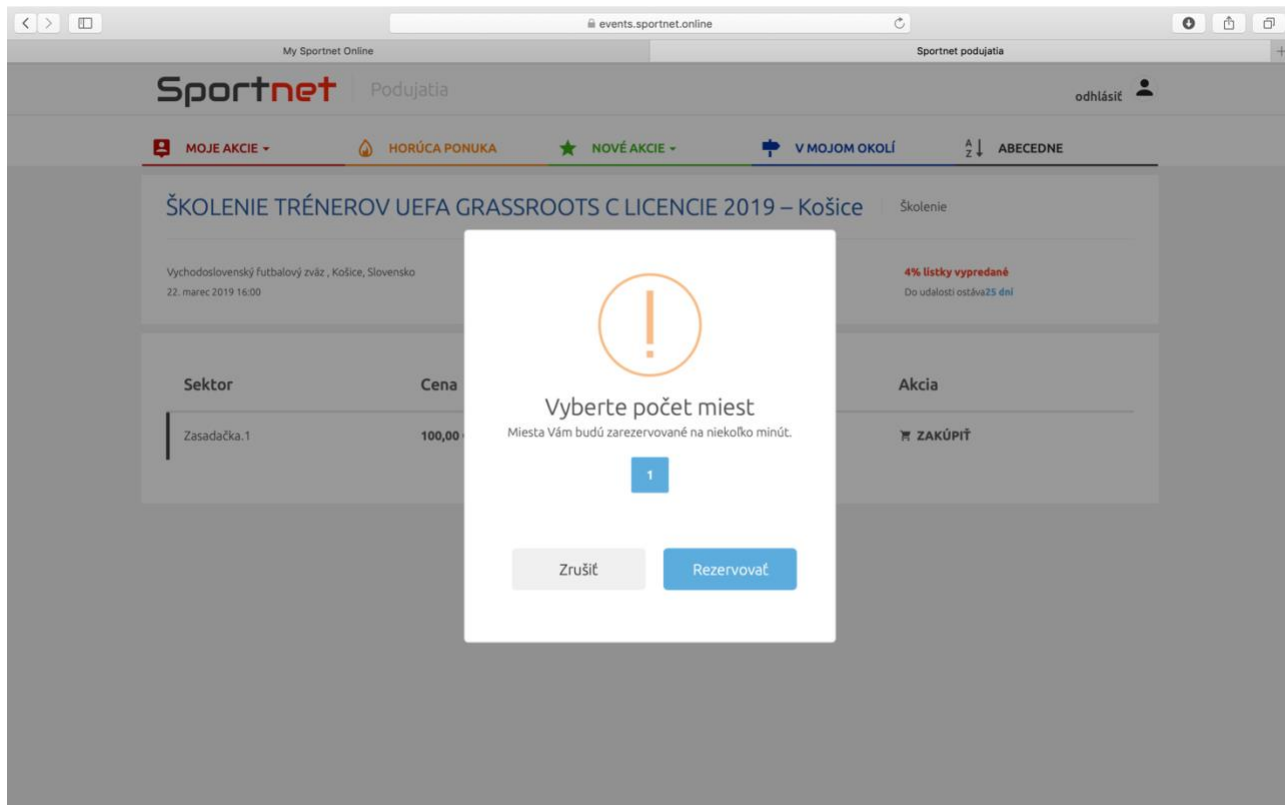 events.sportnet.online
My Sportnet Online
Sportnet podujatia
Sportnet Podujatia
odhlásiť
MOJE AKCIE
HORÚCA PONUKA
NOVÉ AKCIE
V MOJOM OKOLÍ
A Z ABECEDNE
ŠKOLENIE TRÉNEROV UEFA GRASSROOTS C LICENCIE 2019 – Košice
Školenie
Vychodoslovenský futbalový zväz , Košice, Slovensko
22. marec 2019 16:00
4% lístky vypredané
Do udalosti ostáva25 dní
Sektor
Cena
Akcia
Zasadačka.1
100,00
ZAKÚPIŤ
Vyberte počet miest
Miesta Vám budú zarezervované na niekoľko minút.
1
Zrušiť
Rezervovať